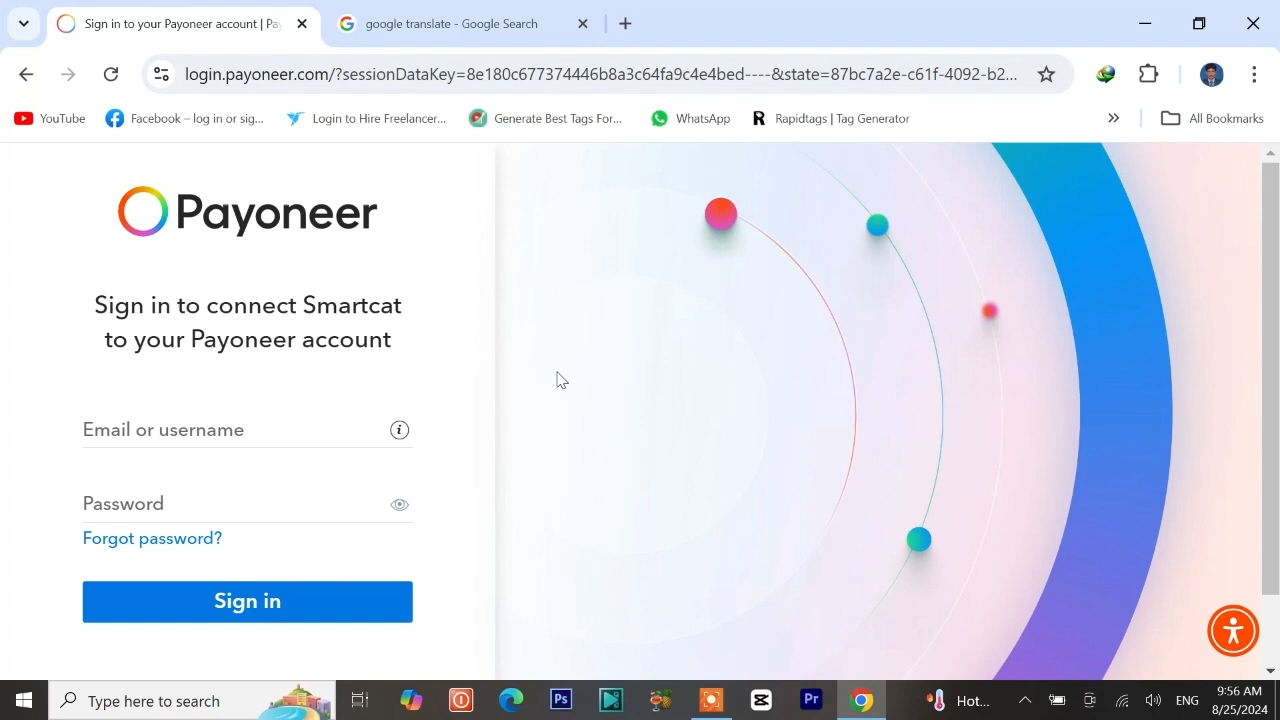 Sign in to your Payoneer account | Pay
google translate - Google Search
login.payoneer.com/?sessionDataKey=8e180c677374446b8a3c64fa9c4e4bed----&state=87bc7a2e-c61f-4092-b2...
YouTube
Facebook – log in or sig...
Login to Hire Freelancer...
Generate Best Tags For...
WhatsApp
R
Rapidtags | Tag Generator
All Bookmarks
Payoneer
Sign in to connect Smartcat
to your Payoneer account
Email or username
i
Password
Forgot password?
Sign in
Type here to search
Ps
Pr
Hot...
ENG
9:56 AM
8/25/2024